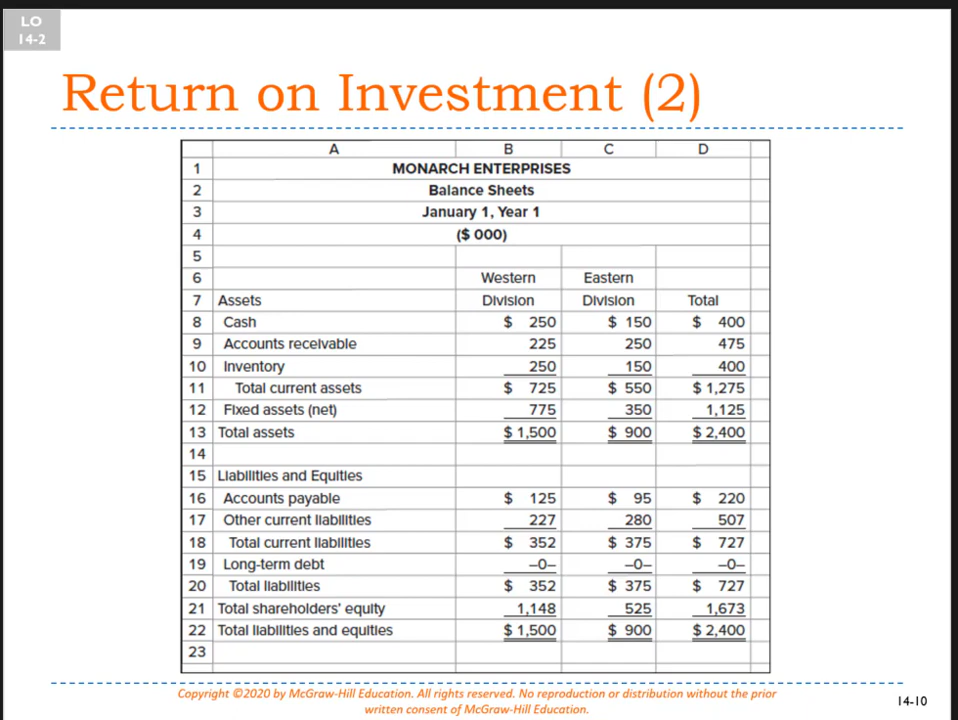 LO
14-2
Return on Investment (2)
A B C D
1 MONARCH ENTERPRISES
2 Balance Sheets
3 January 1, Year 1
4 ($ 000)
5
6 Western Eastern
7 Assets Division Division Total
8 Cash $ 250 $ 150 $ 400
9 Accounts receivable 225 250 475
10 Inventory 250 150 400
11 Total current assets $ 725 $ 550 $ 1,275
12 Fixed assets (net) 775 350 1,125
13 Total assets $ 1,500 $ 900 $ 2,400
14
15 Liabilities and Equities
16 Accounts payable $ 125 $ 95 $ 220
17 Other current liabilities 227 280 507
18 Total current liabilities $ 352 $ 375 $ 727
19 Long-term debt –0– –0– –0–
20 Total liabilities $ 352 $ 375 $ 727
21 Total shareholders' equity 1,148 525 1,673
22 Total liabilities and equities $ 1,500 $ 900 $ 2,400
23
Copyright ©2020 by McGraw-Hill Education. All rights reserved. No reproduction or distribution without the prior
written consent of McGraw-Hill Education.
14-10